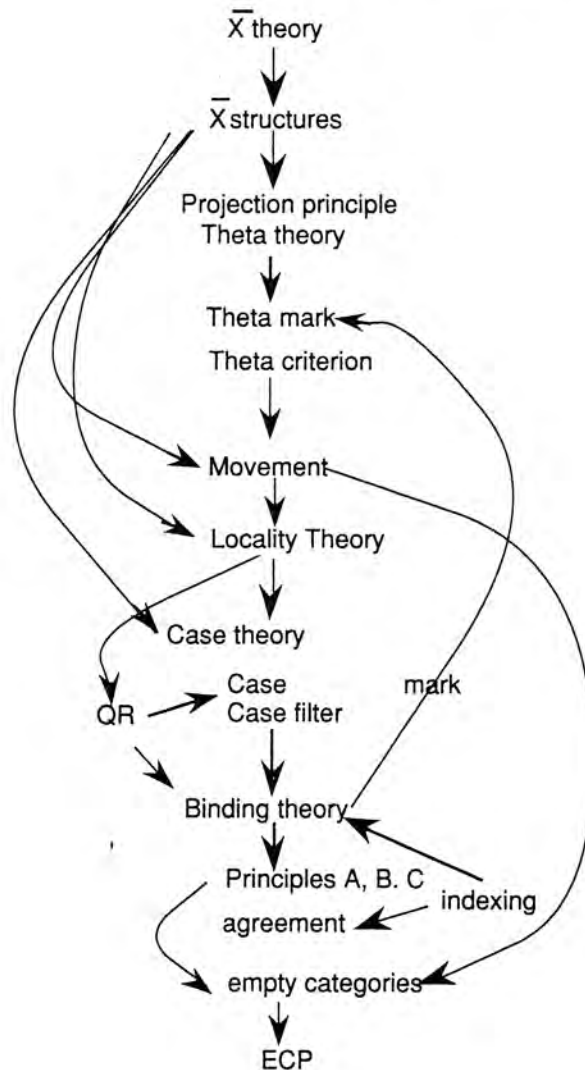 X̅ theory
X̅ structures
Projection principle
Theta theory
Theta mark
Theta criterion
Movement
Locality Theory
Case theory
Case
Case filter
mark
QR
Binding theory
Principles A, B. C
indexing
agreement
empty categories
ECP